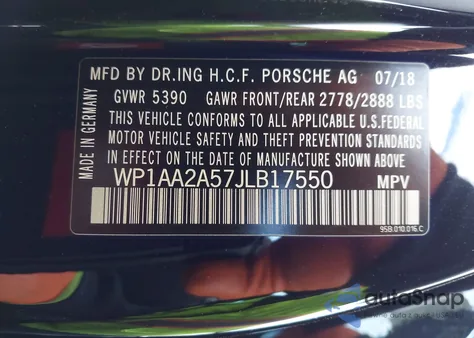 MFD BY DR.ING H.C.F. PORSCHE AG 07/18
GVWR 5390 GAWR FRONT/REAR 2778/2888 LBS
THIS VEHICLE CONFORMS TO ALL APPLICABLE U.S.FEDERAL
MOTOR VEHICLE SAFETY AND THEFT PREVENTION STANDARDS
IN EFFECT ON THE DATE OF MANUFACTURE SHOWN ABOVE.
WP1AA2A57JLB17550 MPV
95B.010.016.C
MADE IN GERMANY
autoSnap